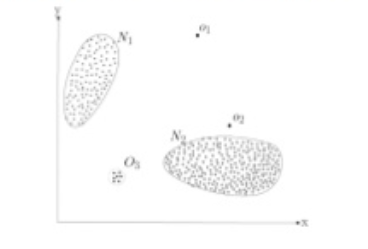 Y
N₁
o₁
o₂
N₂
O₃
X